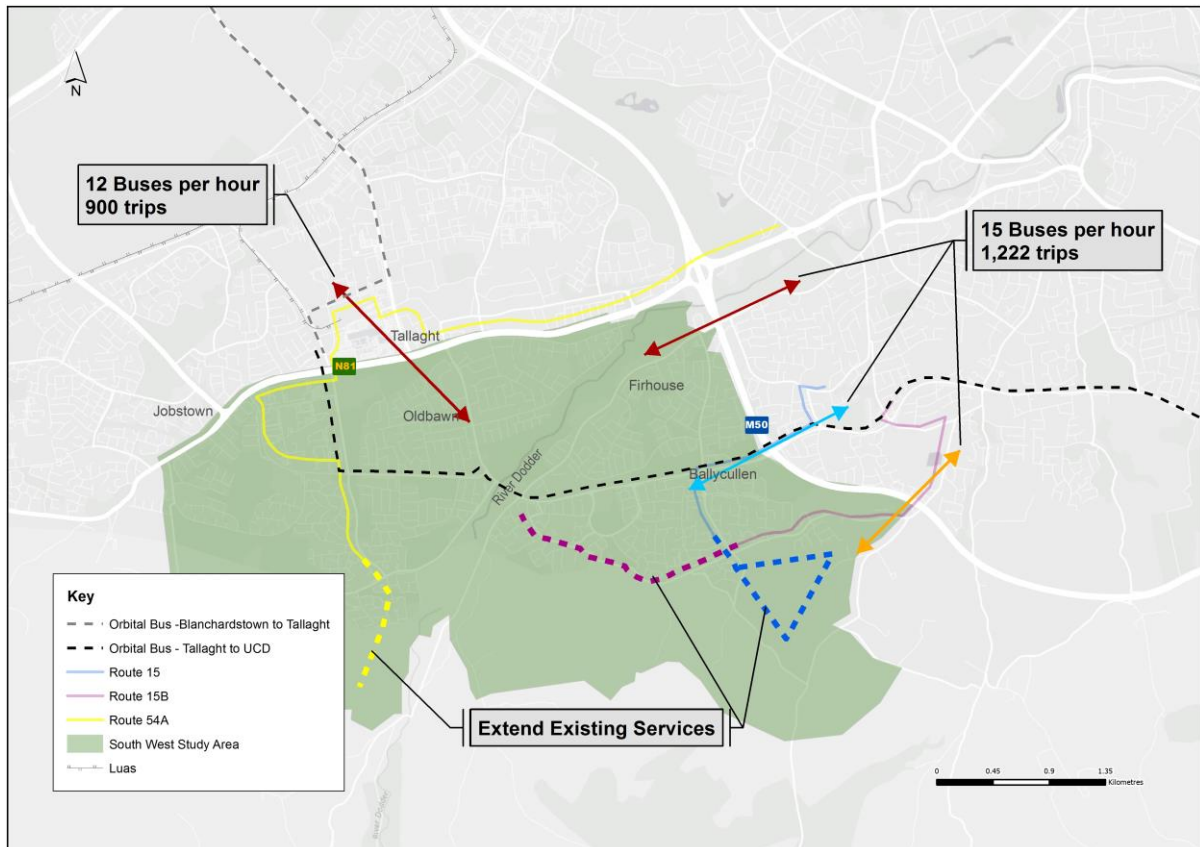 N
12 Buses per hour
900 trips
15 Buses per hour
1,222 trips
Tallaght
N81
Jobstown
Oldbawn
Firhouse
M50
Ballycullen
River Dodder
Key
Orbital Bus -Blanchardstown to Tallaght
Orbital Bus - Tallaght to UCD
Route 15
Route 15B
Route 54A
South West Study Area
Luas
Extend Existing Services
River Dodder
0 0.45 0.9 1.35
Kilometres